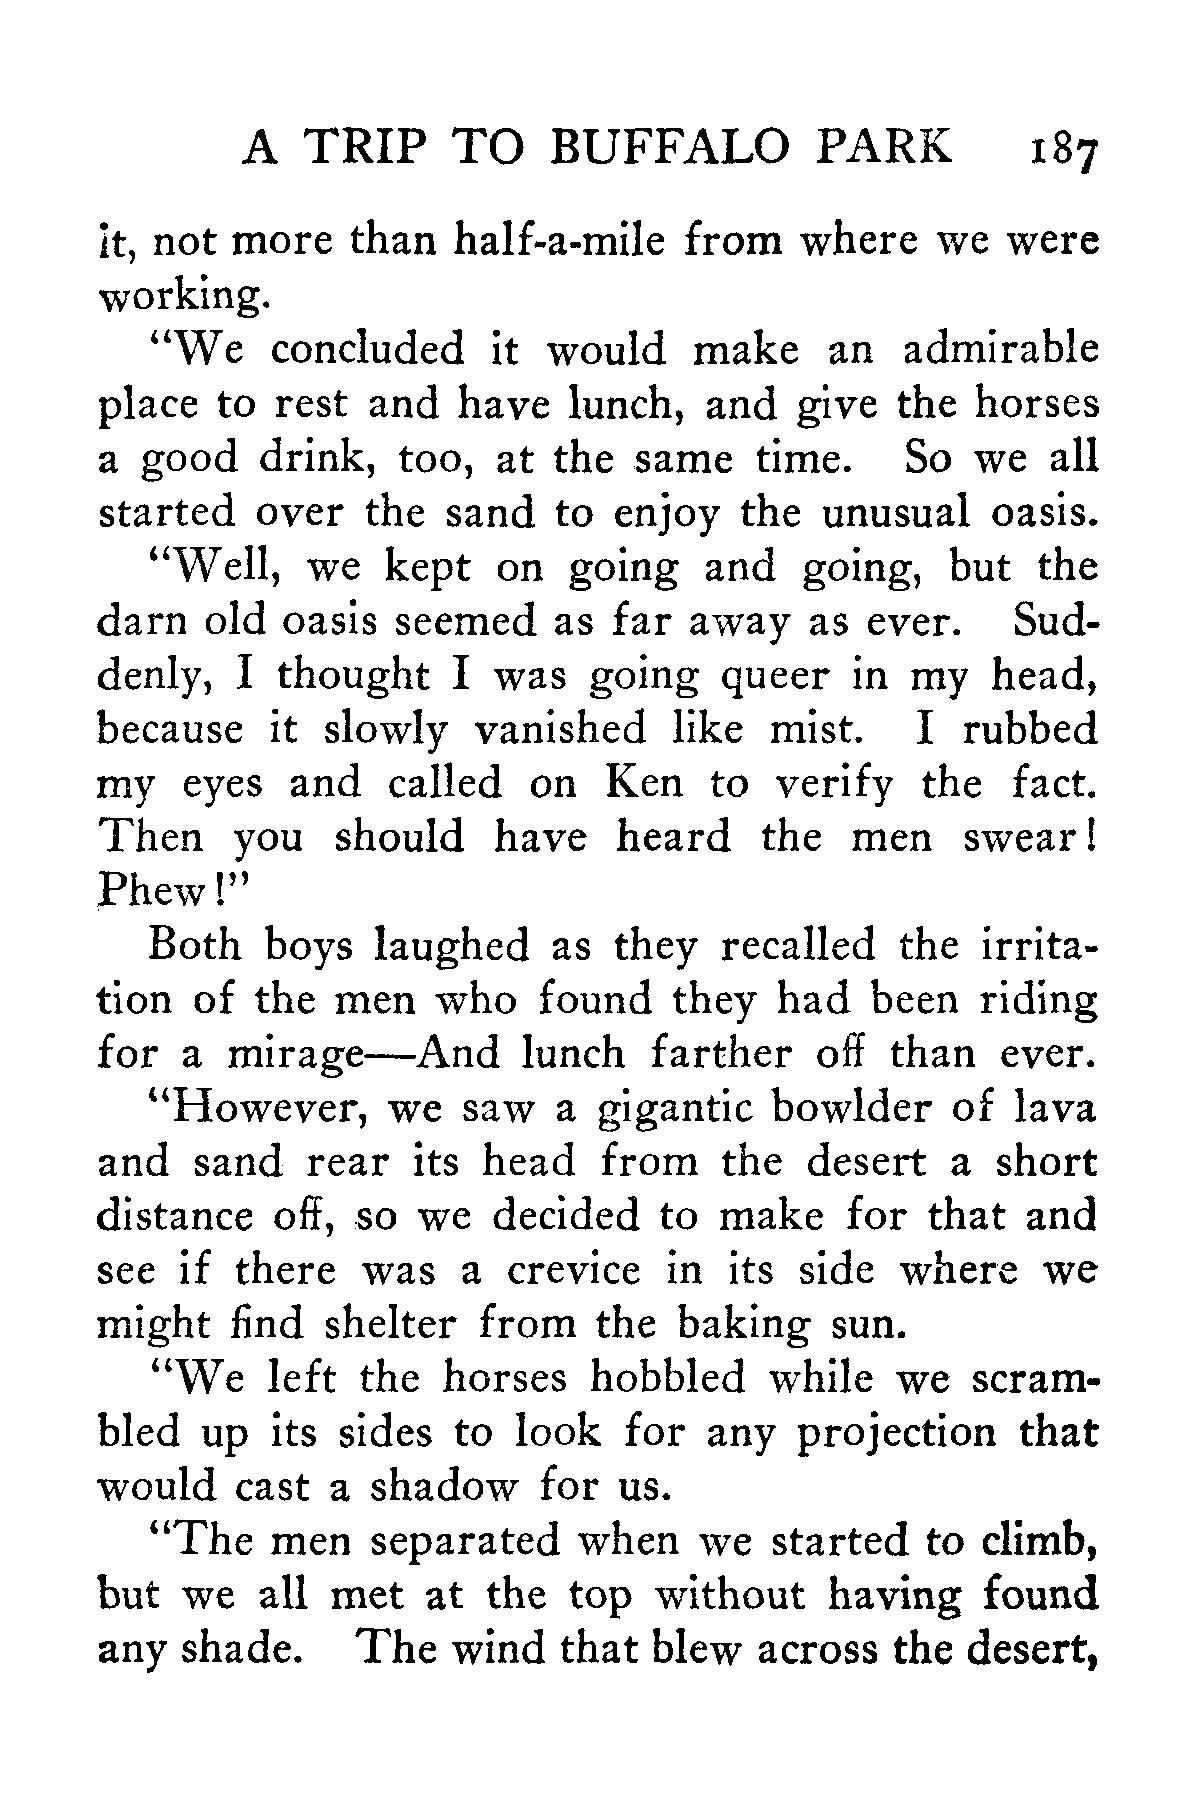 A TRIP TO BUFFALO PARK 187
it, not more than half-a-mile from where we were
working.
“We concluded it would make an admirable
place to rest and have lunch, and give the horses
a good drink, too, at the same time. So we all
started over the sand to enjoy the unusual oasis.
“Well, we kept on going and going, but the
darn old oasis seemed as far away as ever. Sud-
denly, I thought I was going queer in my head,
because it slowly vanished like mist. I rubbed
my eyes and called on Ken to verify the fact.
Then you should have heard the men swear!
Phew!”
Both boys laughed as they recalled the irrita-
tion of the men who found they had been riding
for a mirage—And lunch farther off than ever.
“However, we saw a gigantic bowlder of lava
and sand rear its head from the desert a short
distance off, so we decided to make for that and
see if there was a crevice in its side where we
might find shelter from the baking sun.
“We left the horses hobbled while we scram-
bled up its sides to look for any projection that
would cast a shadow for us.
“The men separated when we started to climb,
but we all met at the top without having found
any shade. The wind that blew across the desert,